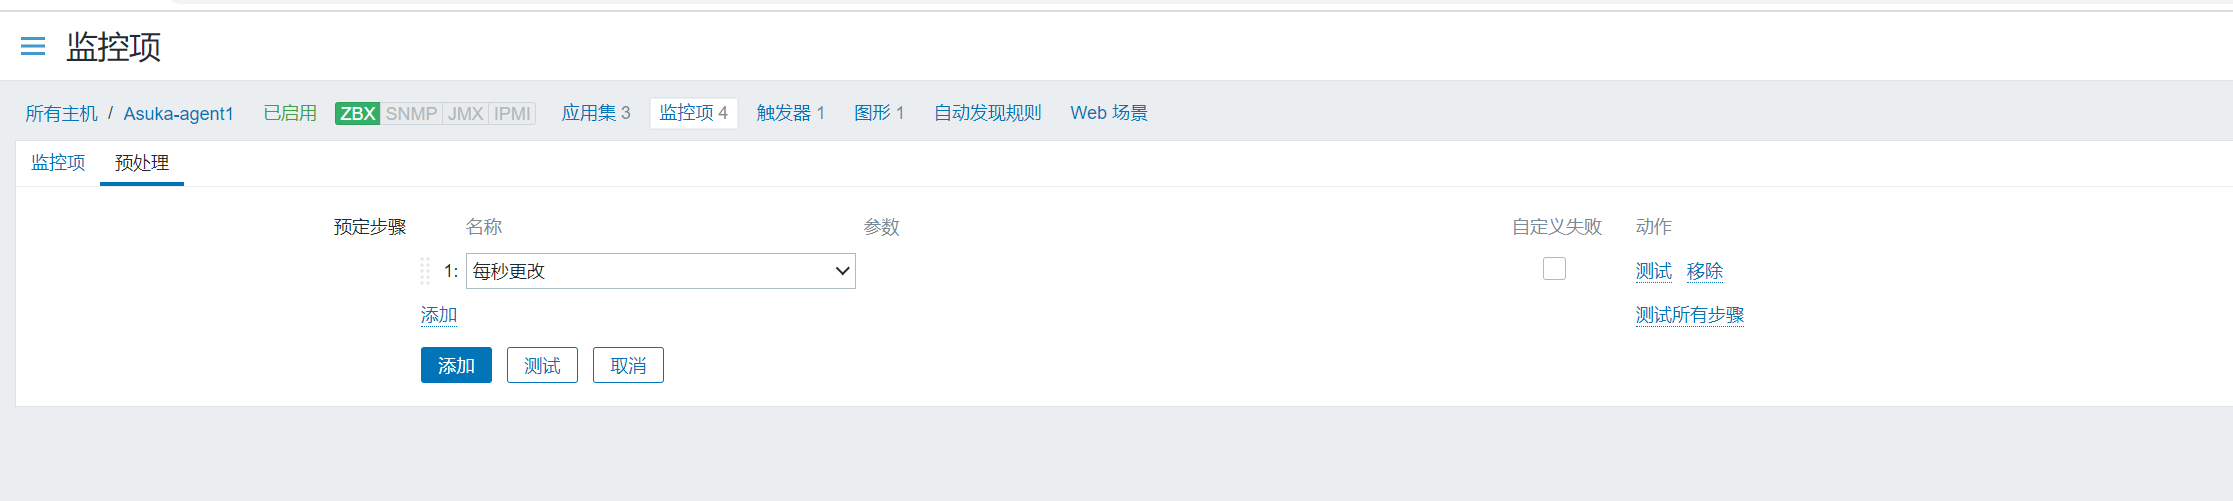 监控项
所有主机 / Asuka-agent1 已启用 ZBX SNMP JMX IPMI 应用集 3 监控项 4 触发器 1 图形 1 自动发现规则 Web 场景
监控项 预处理
预定步骤 名称 参数 自定义失败 动作
1: 每秒更改 测试 移除
添加 测试所有步骤
添加 测试 取消